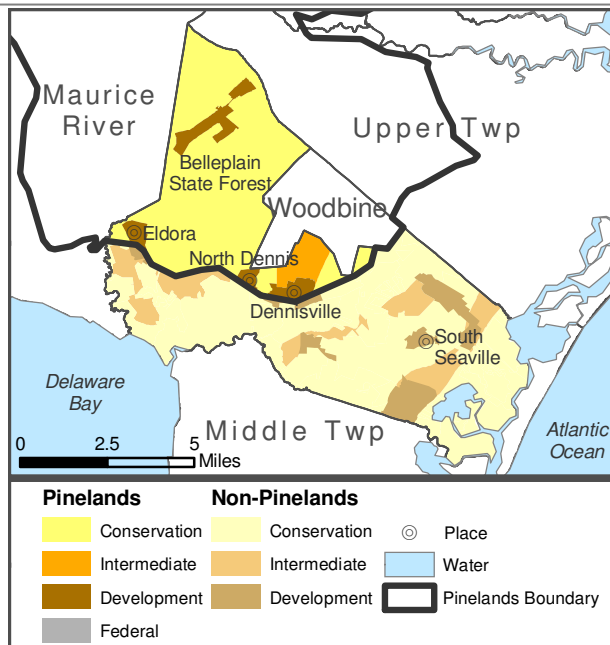 Maurice
River
Upper Twp
Belleplain
State Forest
Woodbine
Eldora
North Dennis
Dennisville
South
Seaville
Delaware
Bay
Middle Twp
Atlantic
Ocean
0 2.5 5
Miles
Pinelands Non-Pinelands
Conservation Conservation Place
Intermediate Intermediate Water
Development Development Pinelands Boundary
Federal